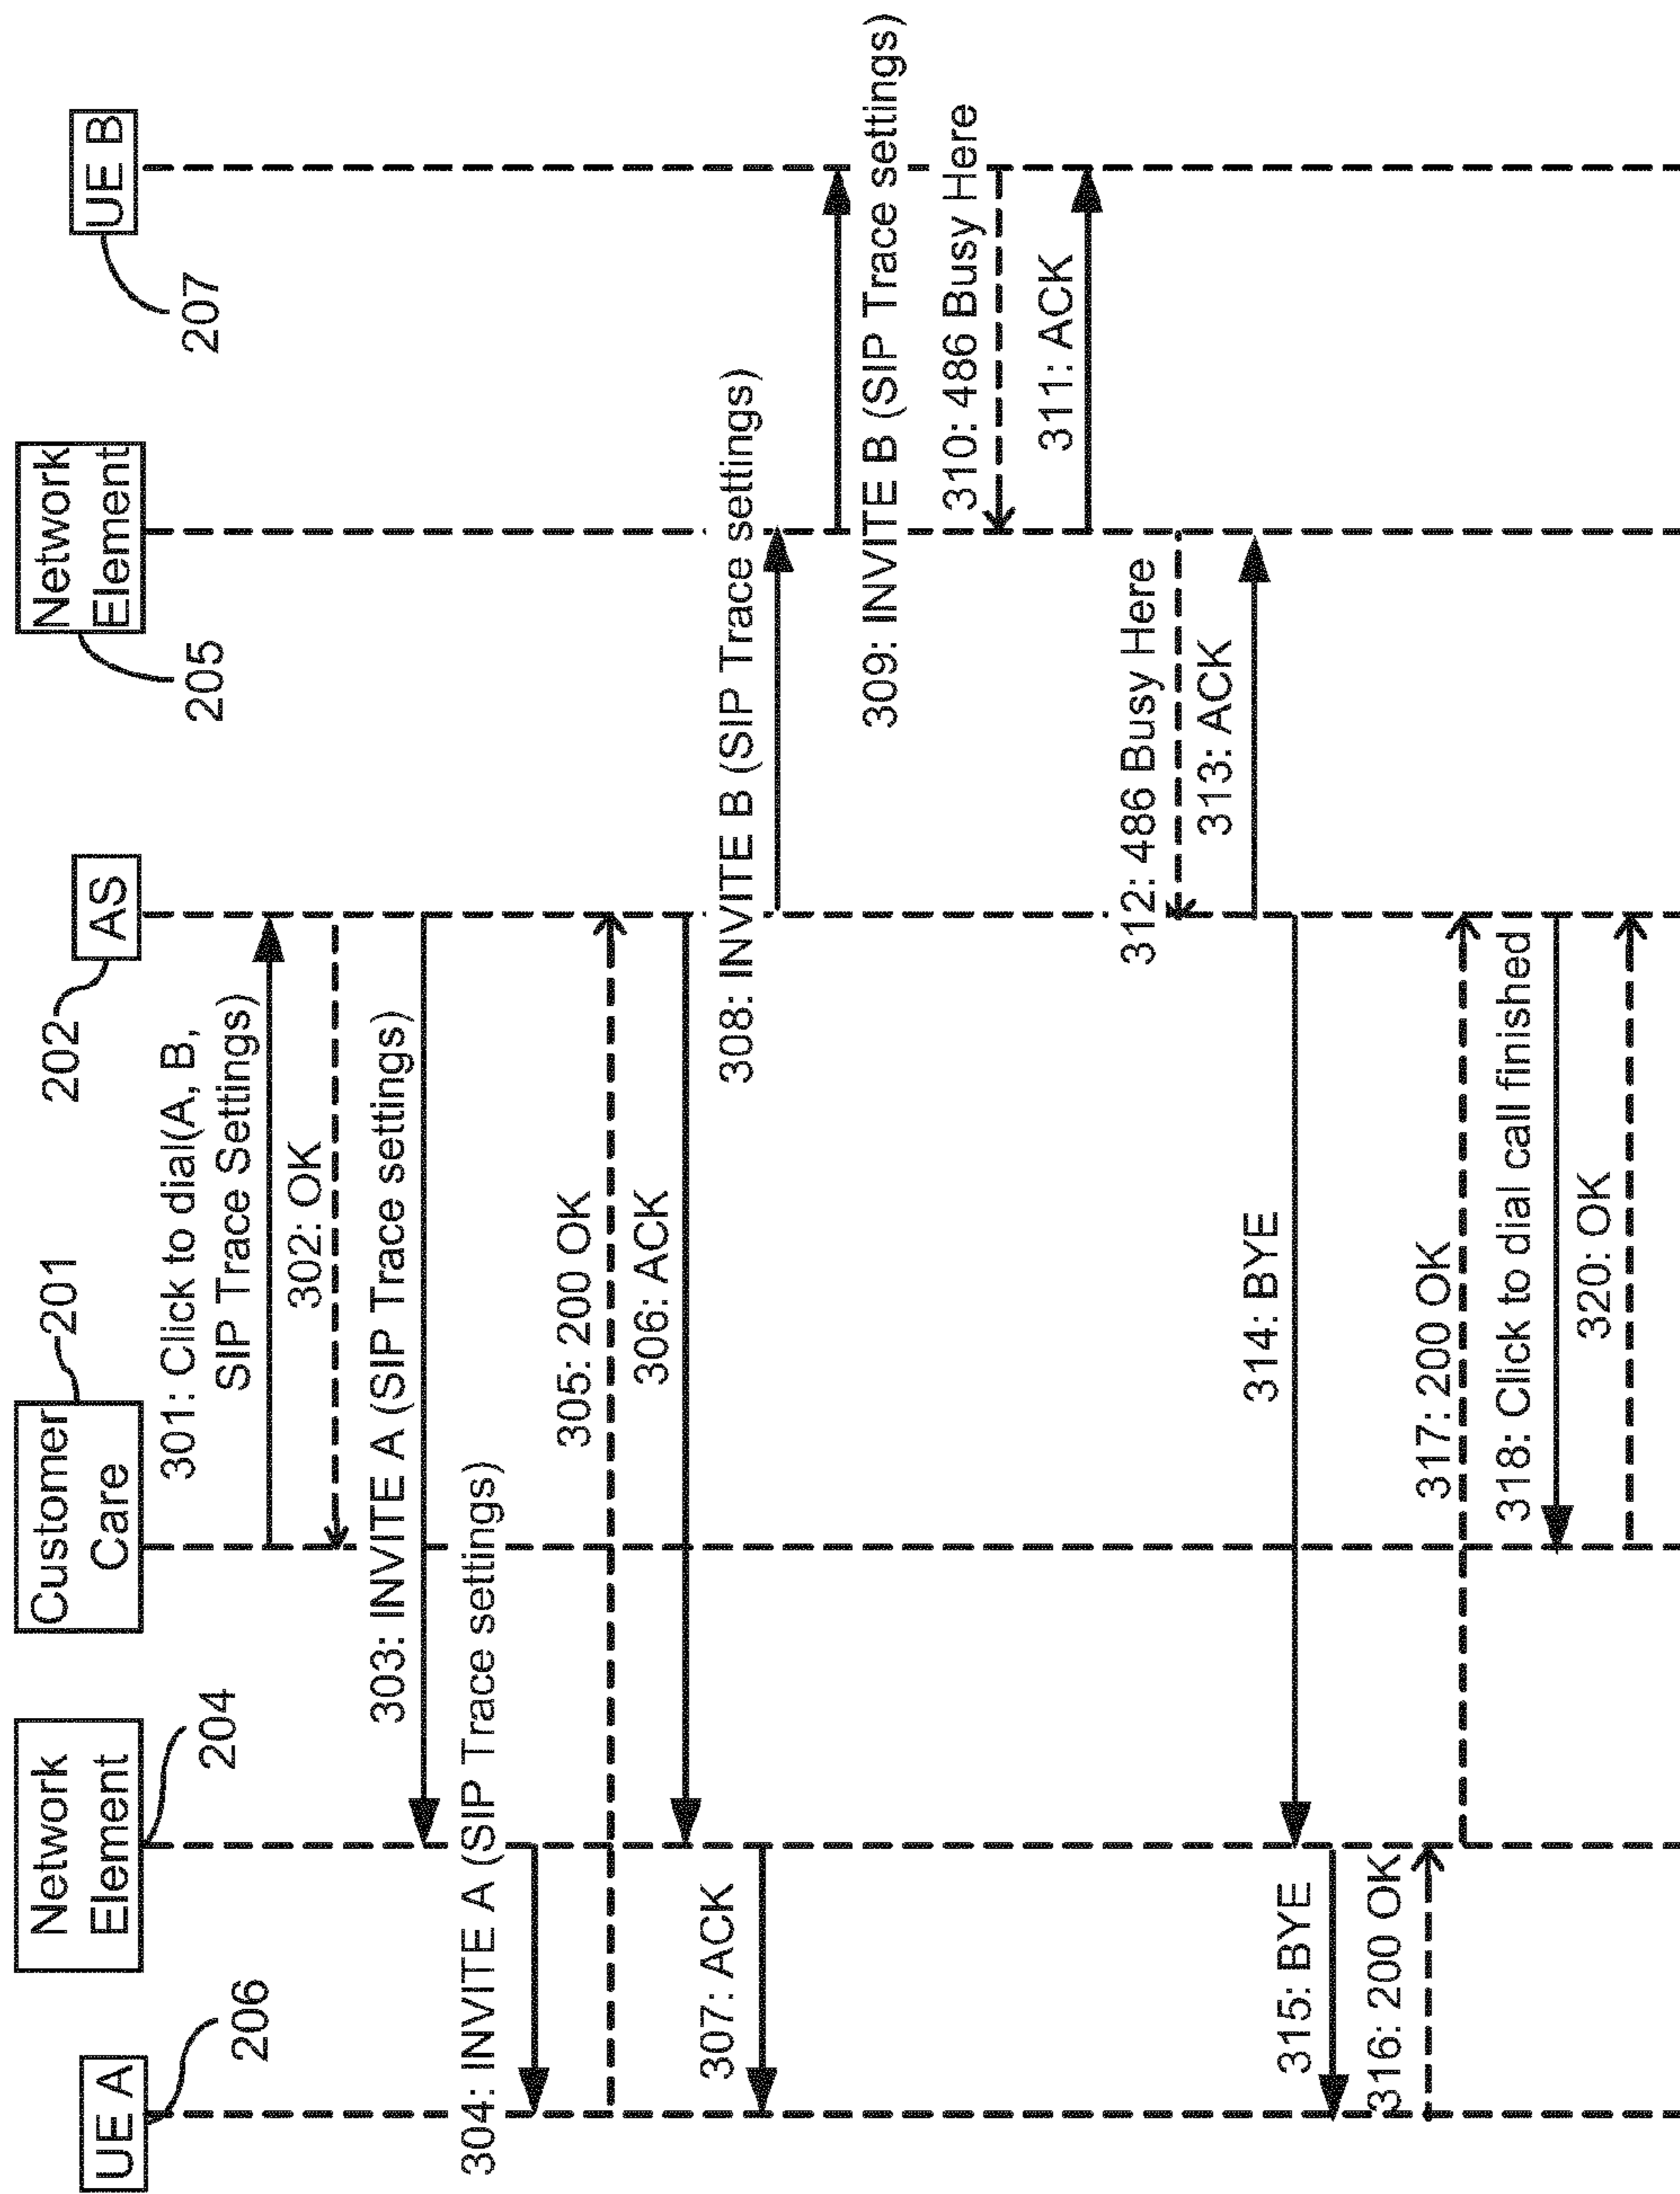 UE A
206
Network
Element
204
Customer
Care
201
AS
202
Network
Element
205
UE B
207
301: Click to dial(A, B,
SIP Trace Settings)
302: OK
303: INVITE A (SIP Trace settings)
304: INVITE A (SIP Trace settings)
305: 200 OK
306: ACK
307: ACK
308: INVITE B (SIP Trace settings)
309: INVITE B (SIP Trace settings)
310: 486 Busy Here
311: ACK
312: 486 Busy Here
313: ACK
314: BYE
315: BYE
316: 200 OK
317: 200 OK
318: Click to dial call finished
320: OK